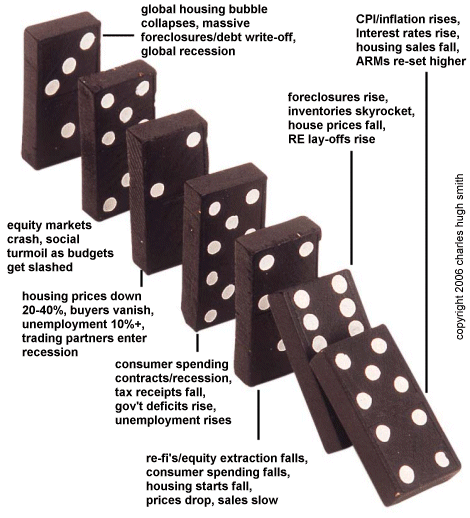 global housing bubble
collapses, massive
foreclosures/debt write-off,
global recession
CPI/inflation rises,
Interest rates rise,
housing sales fall,
ARMs re-set higher
foreclosures rise,
inventories skyrocket,
house prices fall,
RE lay-offs rise
equity markets
crash, social
turmoil as budgets
get slashed
housing prices down
20-40%, buyers vanish,
unemployment 10%+,
trading partners enter
recession
consumer spending
contracts/recession,
tax receipts fall,
gov't deficits rise,
unemployment rises
re-fi's/equity extraction falls,
consumer spending falls,
housing starts fall,
prices drop, sales slow
copyright 2006 charles hugh smith